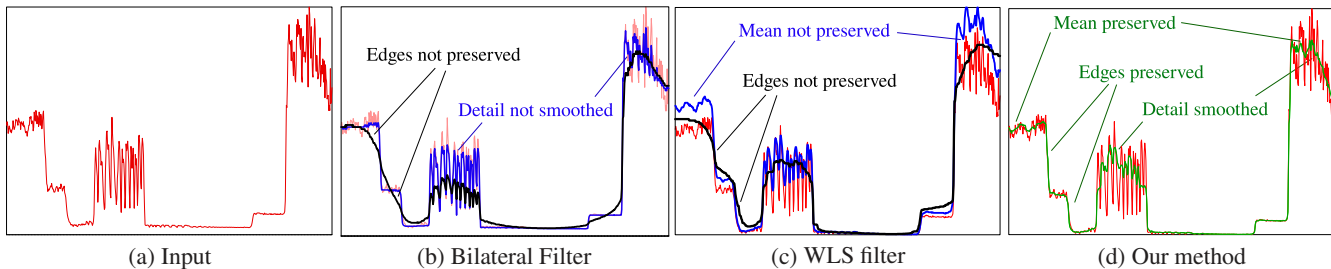 Edges not preserved
Detail not smoothed
Mean not preserved
Edges not preserved
Mean preserved
Edges preserved
Detail smoothed
(a) Input
(b) Bilateral Filter
(c) WLS filter
(d) Our method